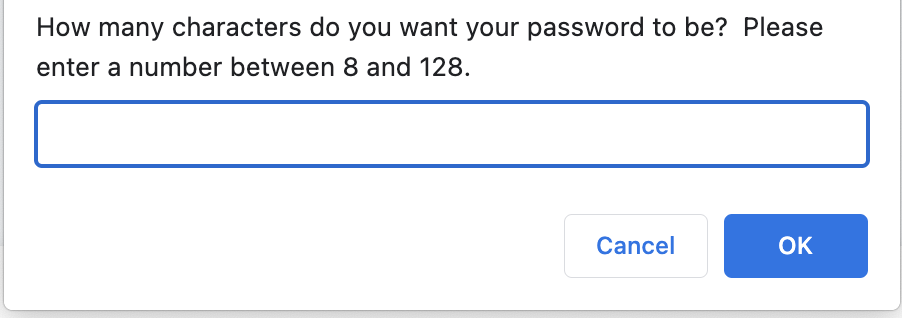 How many characters do you want your password to be?  Please
enter a number between 8 and 128.
Cancel
OK